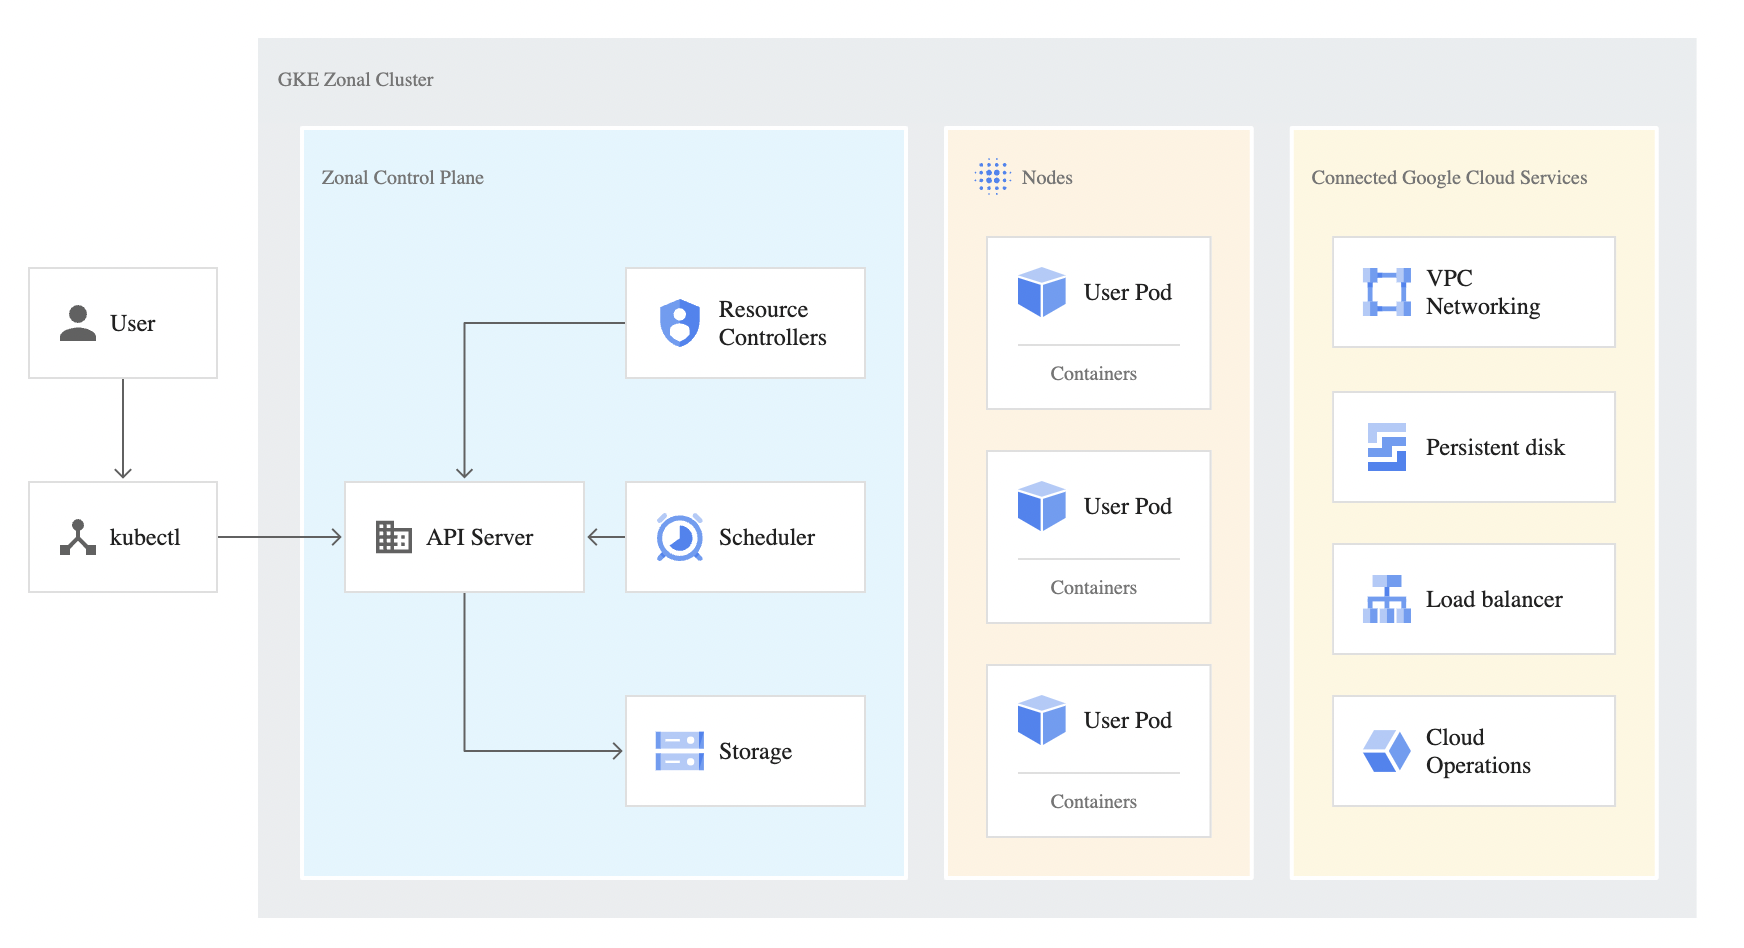 GKE Zonal Cluster
Zonal Control Plane
Nodes
Connected Google Cloud Services
User
kubectl
Resource
Controllers
API Server
Scheduler
Storage
User Pod
Containers
User Pod
Containers
User Pod
Containers
VPC
Networking
Persistent disk
Load balancer
Cloud
Operations